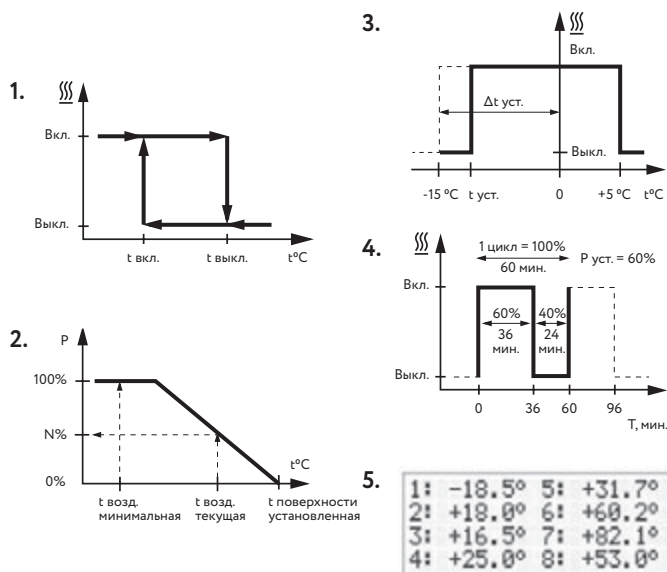 1.
Вкл.
Выкл.
t вкл.
t выкл.
t°C
2.
P
100%
N%
0%
t°C
t возд.
минимальная
t возд.
текущая
t поверхности
установленная
3.
Вкл.
Δt уст.
Выкл.
-15 °C
t уст.
0
+5 °C
t°C
4.
1 цикл = 100%
60 мин.
P уст. = 60%
Вкл.
60%
36
мин.
40%
24
мин.
Выкл.
0
36
60
96
T, мин.
5.
1: -18.5° 5: +31.7°
2: +18.0° 6: +60.2°
3: +16.5° 7: +82.1°
4: +25.0° 8: +53.0°